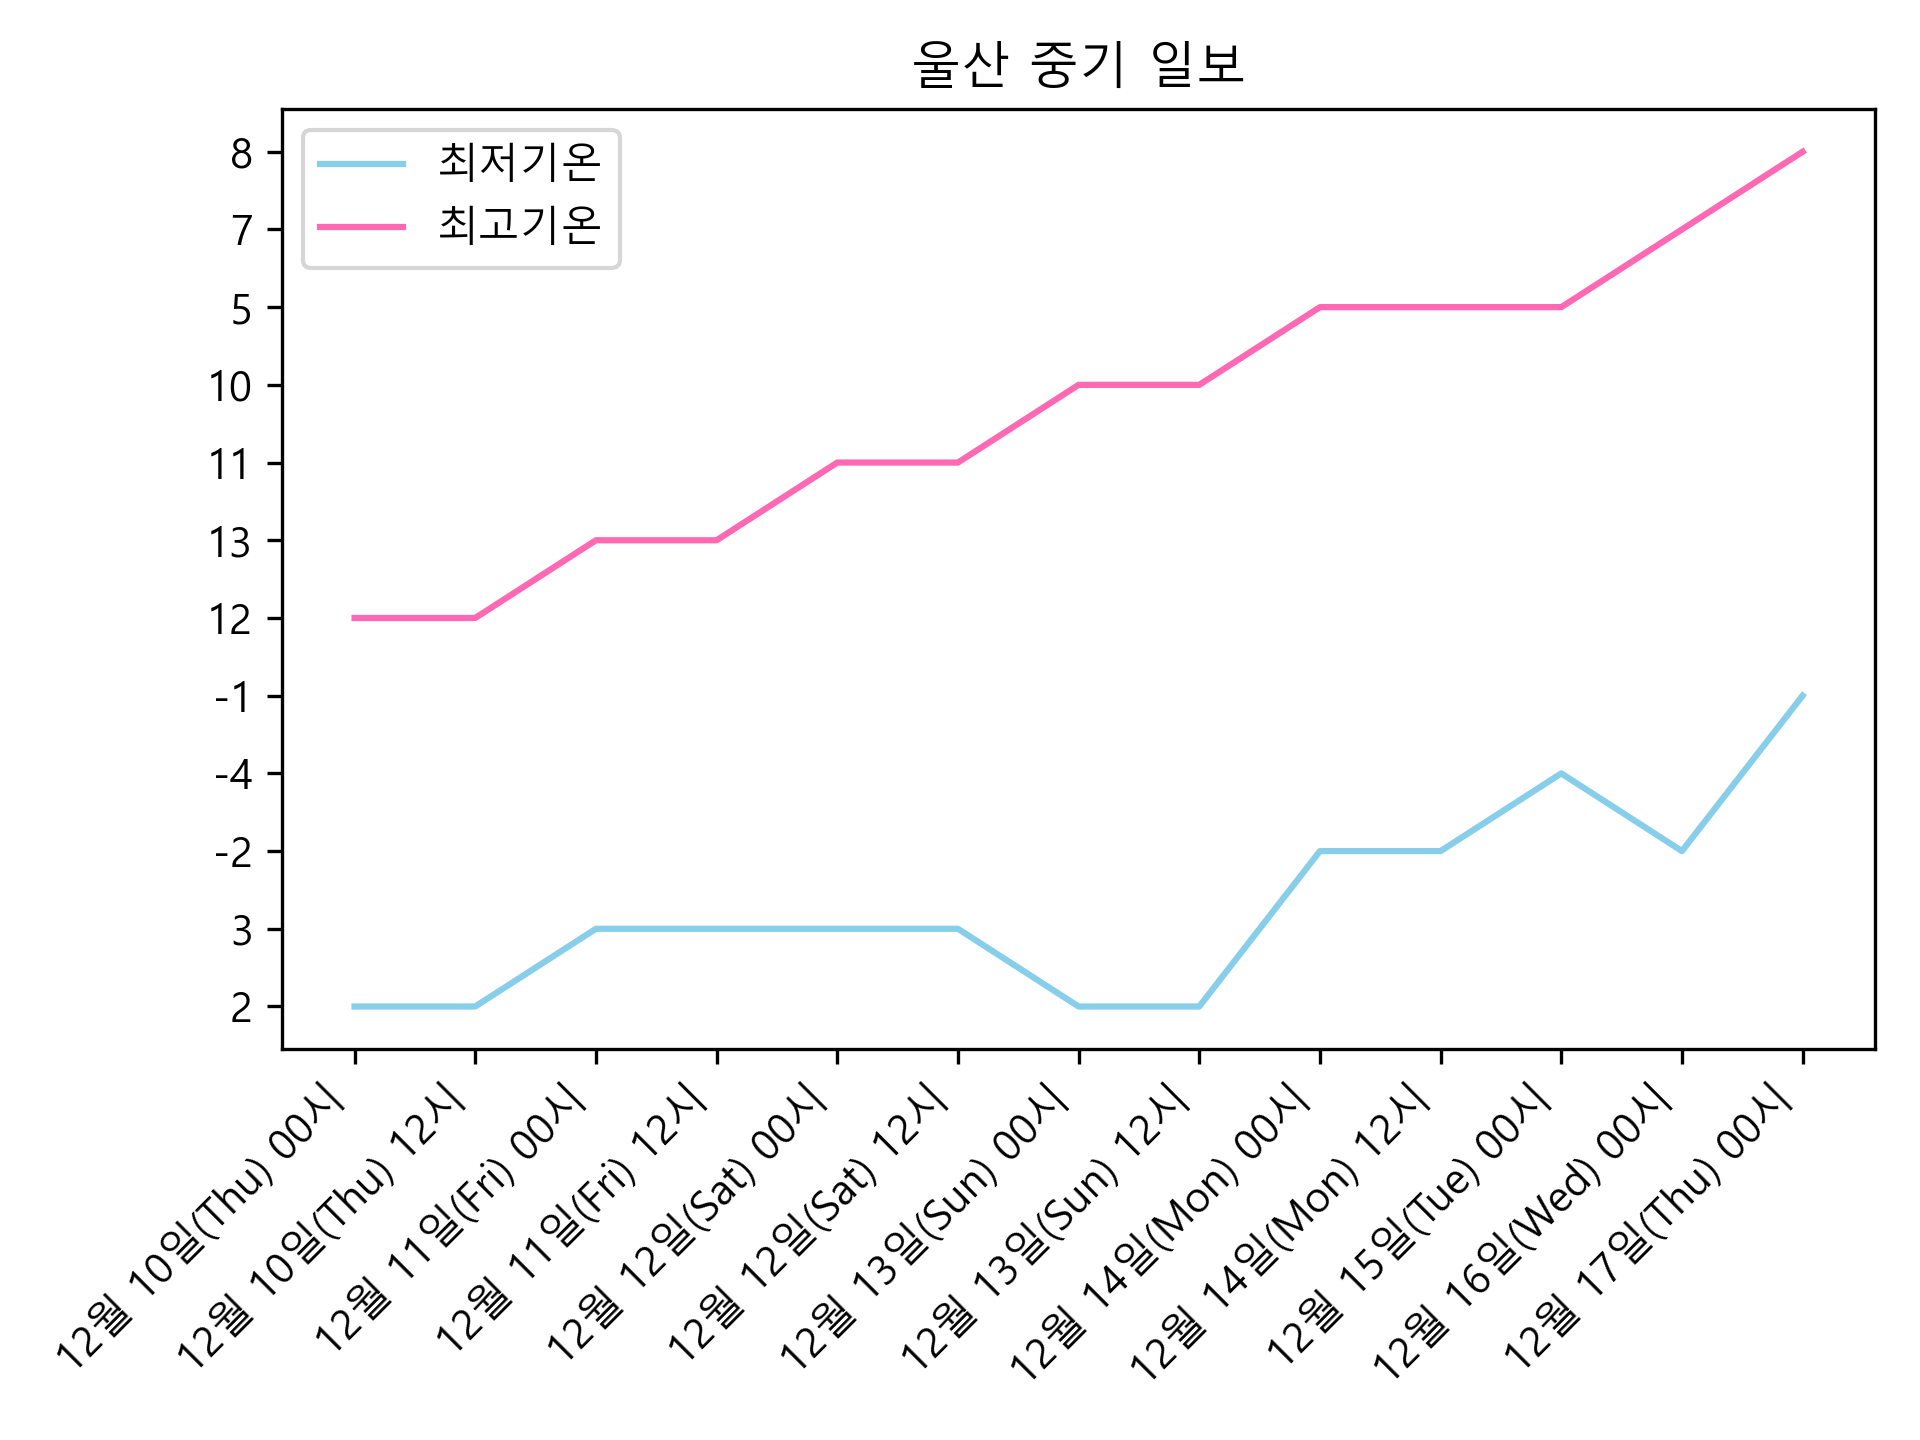 울산 중기 일보
최저기온
최고기온
8
7
5
10
11
13
12
-1
-4
-2
3
2
12월 10일(Thu) 00시
12월 10일(Thu) 12시
12월 11일(Fri) 00시
12월 11일(Fri) 12시
12월 12일(Sat) 00시
12월 12일(Sat) 12시
12월 13일(Sun) 00시
12월 13일(Sun) 12시
12월 14일(Mon) 00시
12월 14일(Mon) 12시
12월 15일(Tue) 00시
12월 16일(Wed) 00시
12월 17일(Thu) 00시